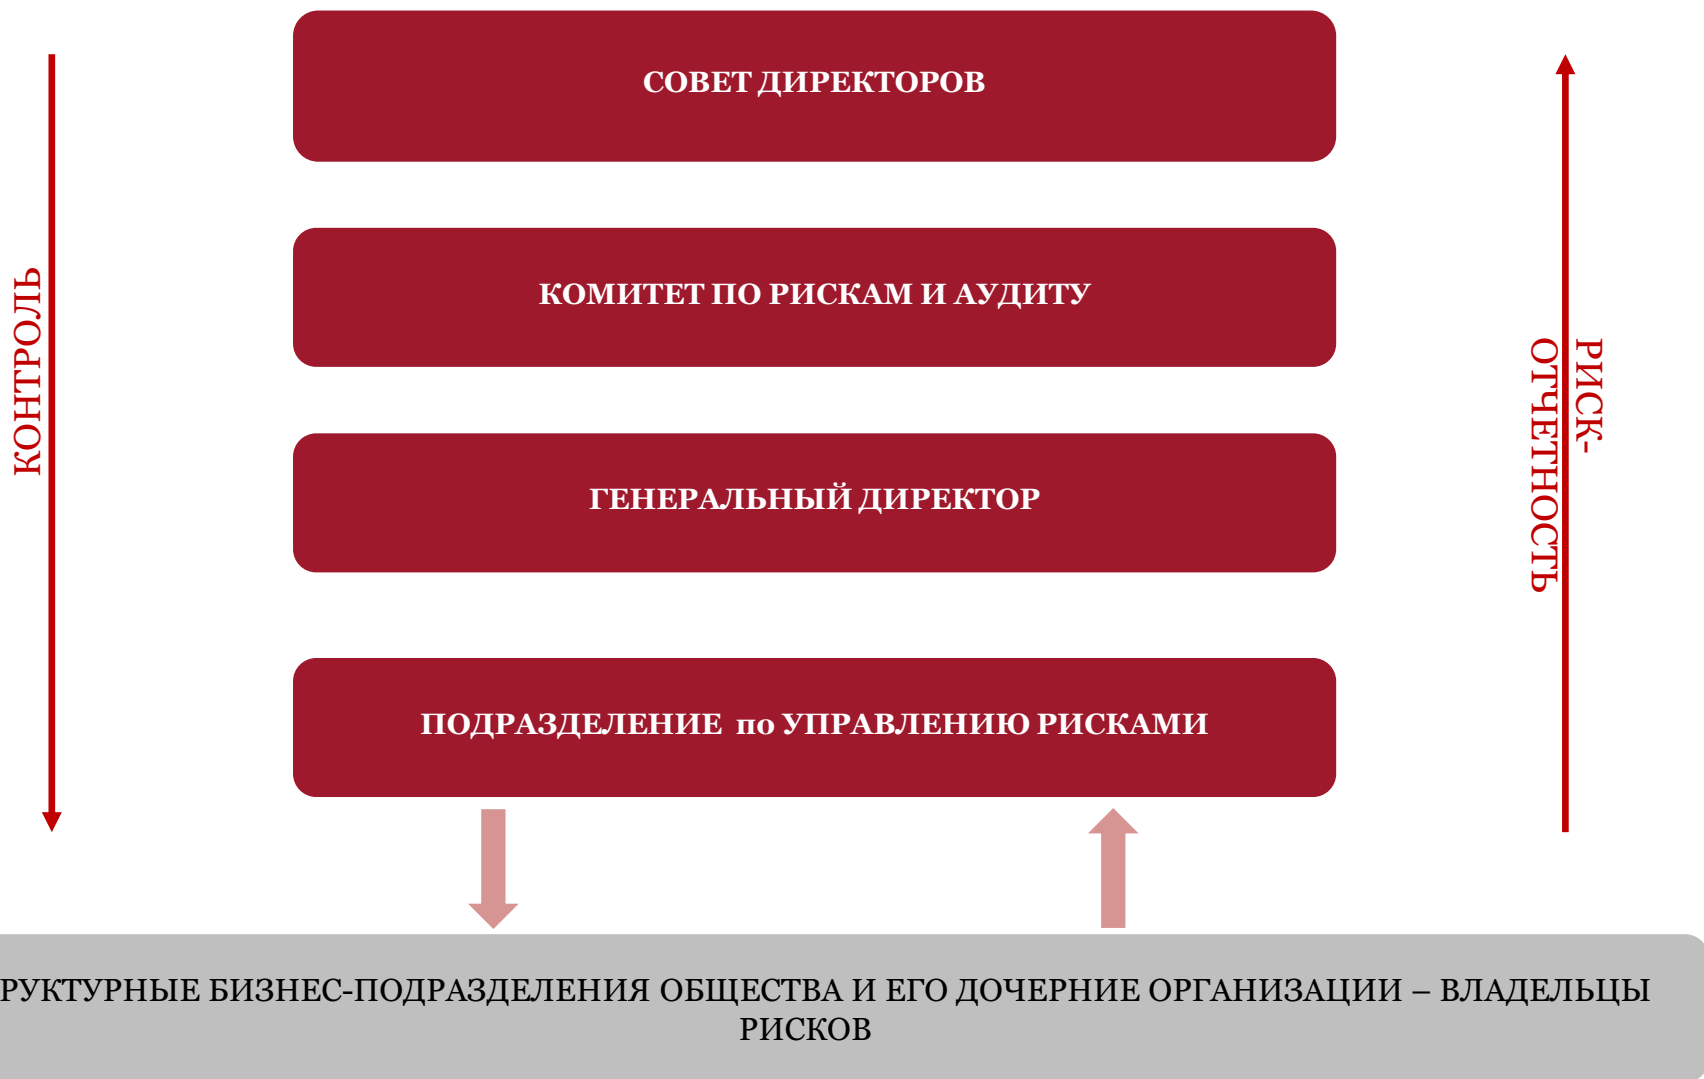 СОВЕТ ДИРЕКТОРОВ
КОМИТЕТ ПО РИСКАМ И АУДИТУ
КОНТРОЛЬ
РИСК-
ОТЧЕТНОСТЬ
ГЕНЕРАЛЬНЫЙ ДИРЕКТОР
ПОДРАЗДЕЛЕНИЕ по УПРАВЛЕНИЮ РИСКАМИ
РУКТУРНЫЕ БИЗНЕС-ПОДРАЗДЕЛЕНИЯ ОБЩЕСТВА И ЕГО ДОЧЕРНИЕ ОРГАНИЗАЦИИ – ВЛАДЕЛЬЦЫ
РИСКОВ